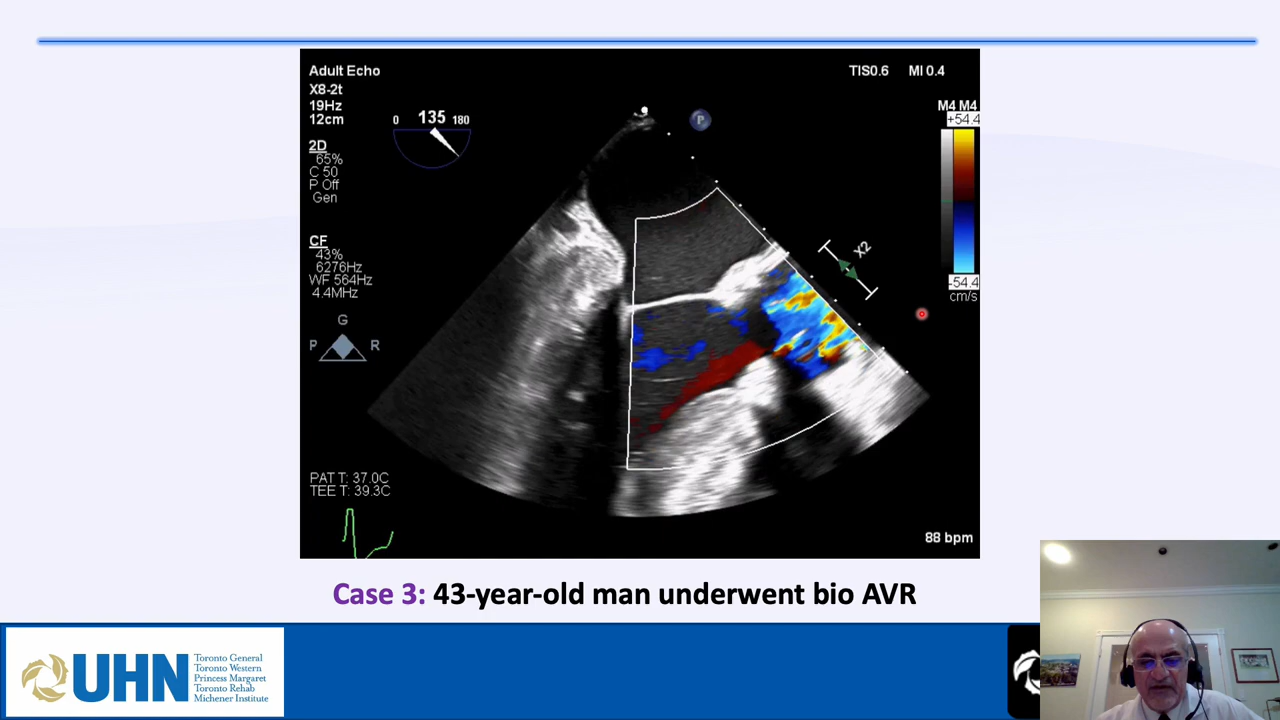 Adult Echo
TIS0.6 MI 0.4
X8-2t
19Hz
12cm
0 135 180
P
M4 M4
+54.4
2D
65%
C 50
P Off
Gen
CF
43%
6276Hz
WF 564Hz
4.4MHz
X2
-54.4
cm/s
G
P R
PAT T: 37.0C
TEE T: 39.3C
88 bpm
Case 3: 43-year-old man underwent bio AVR
UHN
Toronto General
Toronto Western
Princess Margaret
Toronto Rehab
Michener Institute